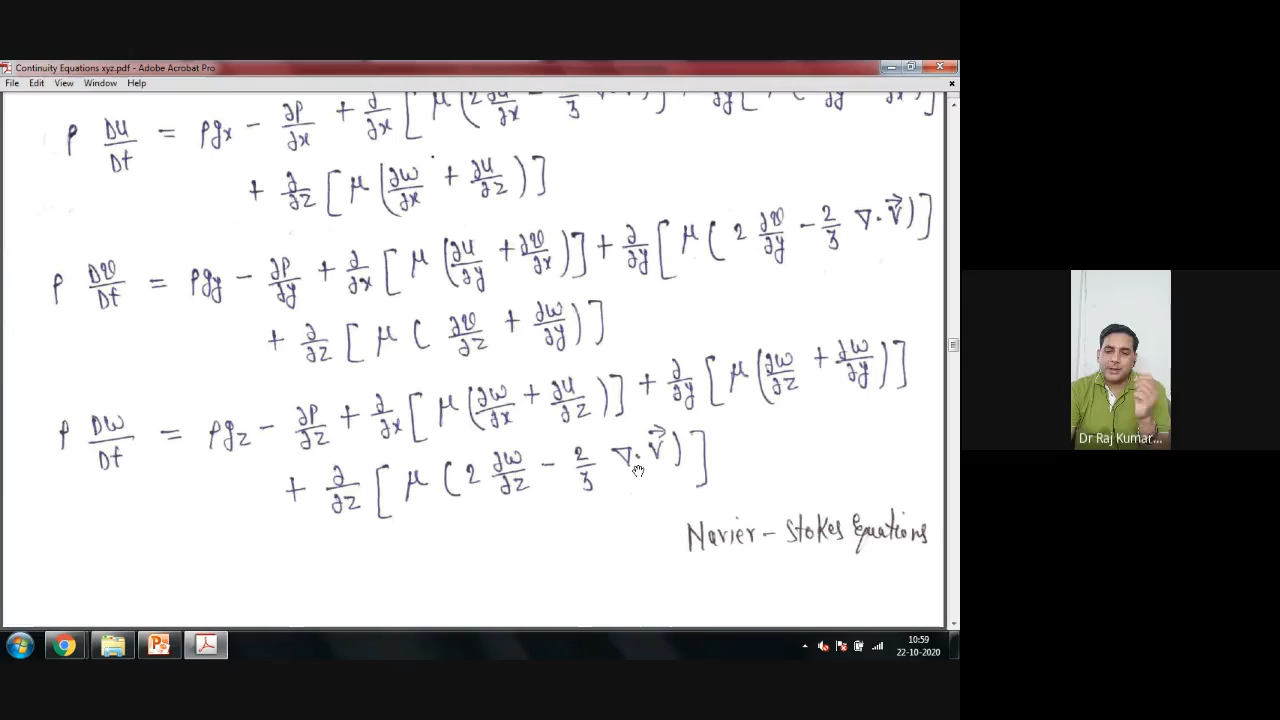 Continuity Equations xyz.pdf - Adobe Acrobat Pro
File Edit View Window Help
ρ Du/Dt = ρgx − ∂P/∂x + ∂/∂x [ μ (2 ∂u/∂x − 2/3
+ ∂/∂z [ μ (∂w/∂x + ∂u/∂z) ]
ρ Dv/Dt = ρgy − ∂P/∂y + ∂/∂x [ μ (∂u/∂y + ∂v/∂x) ] + ∂/∂y [ μ ( 2 ∂v/∂y − 2/3 ∇·V⃗ ) ]
+ ∂/∂z [ μ ( ∂v/∂z + ∂w/∂y ) ]
ρ Dw/Dt = ρgz − ∂P/∂z + ∂/∂x [ μ (∂w/∂x + ∂u/∂z) ] + ∂/∂y [ μ (∂w/∂z + ∂w/∂y) ]
+ ∂/∂z [ μ ( 2 ∂w/∂z − 2/3 ∇·V⃗ ) ]
Navier - Stokes Equations
Dr Raj Kumar...
10:59
22-10-2020